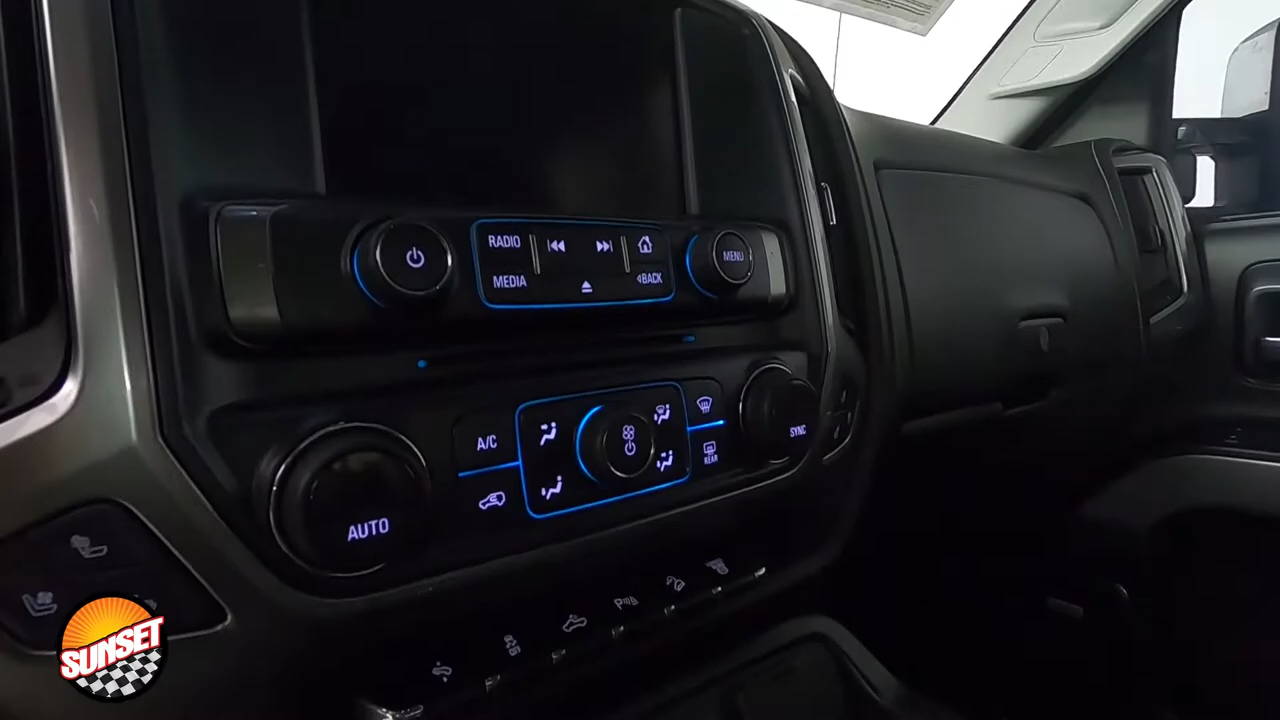 RADIO
MEDIA
BACK
MENU
A/C
AUTO
SYNC
REAR
P
SUNSET